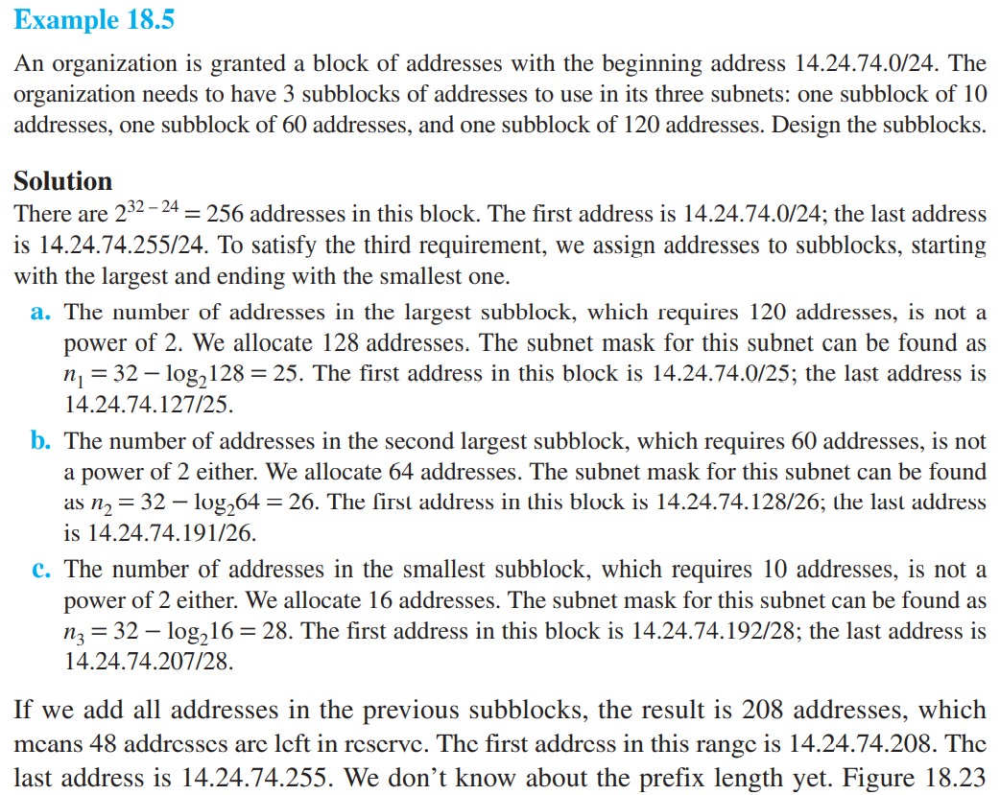 Example 18.5
An organization is granted a block of addresses with the beginning address 14.24.74.0/24. The
organization needs to have 3 subblocks of addresses to use in its three subnets: one subblock of 10
addresses, one subblock of 60 addresses, and one subblock of 120 addresses. Design the subblocks.
Solution
There are 2³² ⁻ ²⁴ = 256 addresses in this block. The first address is 14.24.74.0/24; the last address
is 14.24.74.255/24. To satisfy the third requirement, we assign addresses to subblocks, starting
with the largest and ending with the smallest one.
a. The number of addresses in the largest subblock, which requires 120 addresses, is not a
power of 2. We allocate 128 addresses. The subnet mask for this subnet can be found as
n₁ = 32 – log₂128 = 25. The first address in this block is 14.24.74.0/25; the last address is
14.24.74.127/25.
b. The number of addresses in the second largest subblock, which requires 60 addresses, is not
a power of 2 either. We allocate 64 addresses. The subnet mask for this subnet can be found
as n₂ = 32 – log₂64 = 26. The first address in this block is 14.24.74.128/26; the last address
is 14.24.74.191/26.
c. The number of addresses in the smallest subblock, which requires 10 addresses, is not a
power of 2 either. We allocate 16 addresses. The subnet mask for this subnet can be found as
n₃ = 32 – log₂16 = 28. The first address in this block is 14.24.74.192/28; the last address is
14.24.74.207/28.
If we add all addresses in the previous subblocks, the result is 208 addresses, which
means 48 addresses are left in reserve. The first address in this range is 14.24.74.208. The
last address is 14.24.74.255. We don’t know about the prefix length yet. Figure 18.23